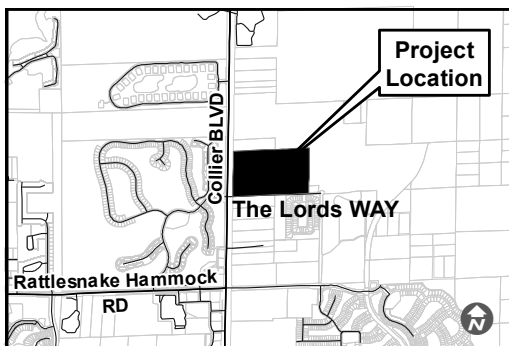 Project
Location
Collier BLVD
The Lords WAY
Rattlesnake Hammock
RD
N